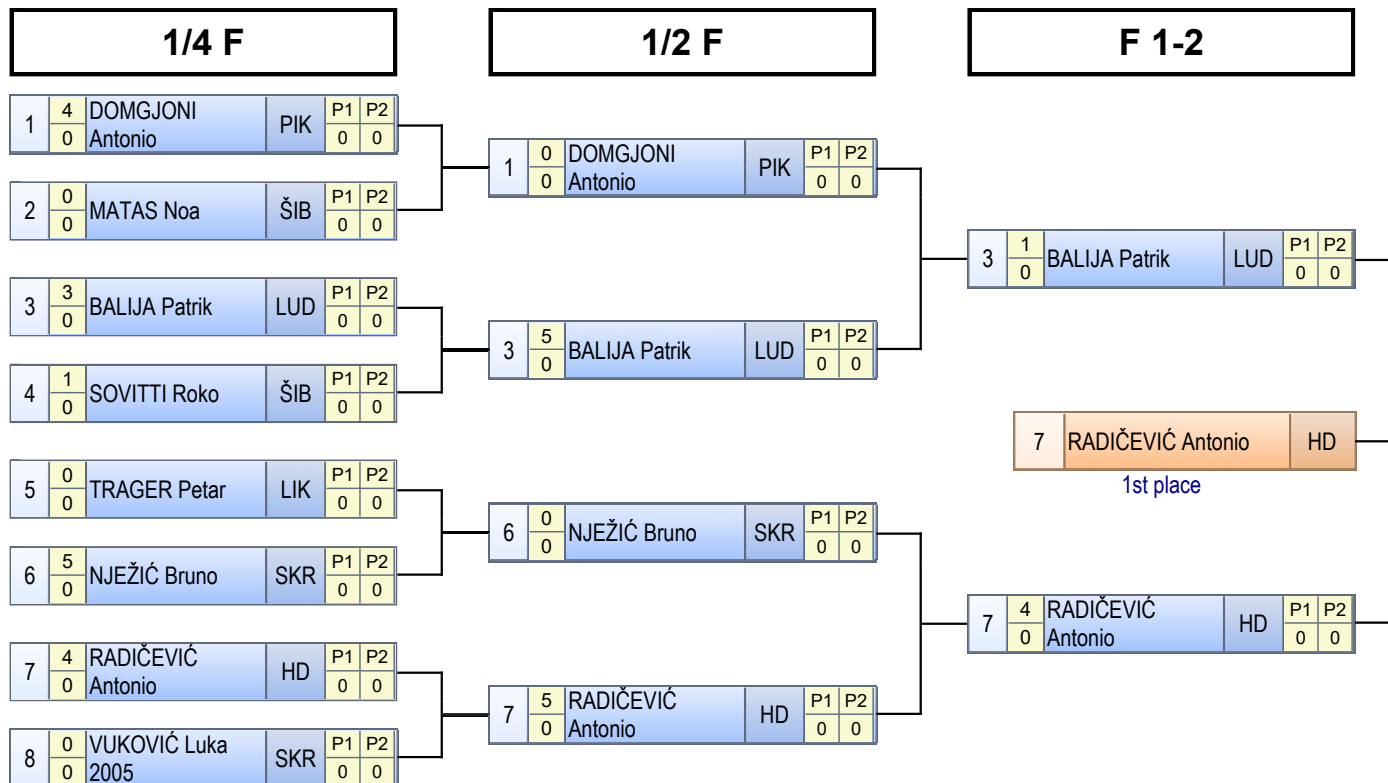 1/4 F
1/2 F
F 1-2
1 4 0 DOMGJONI
Antonio PIK P1 P2 0 0
2 0 0 MATAS Noa ŠIB P1 P2 0 0
3 3 0 BALIJA Patrik LUD P1 P2 0 0
4 1 0 SOVITTI Roko ŠIB P1 P2 0 0
5 0 0 TRAGER Petar LIK P1 P2 0 0
6 5 0 NJEŽIĆ Bruno SKR P1 P2 0 0
7 4 0 RADIČEVIĆ
Antonio HD P1 P2 0 0
8 0 0 VUKOVIĆ Luka
2005 SKR P1 P2 0 0
1 0 0 DOMGJONI
Antonio PIK P1 P2 0 0
3 5 0 BALIJA Patrik LUD P1 P2 0 0
6 0 0 NJEŽIĆ Bruno SKR P1 P2 0 0
7 5 0 RADIČEVIĆ
Antonio HD P1 P2 0 0
3 1 0 BALIJA Patrik LUD P1 P2 0 0
7 RADIČEVIĆ Antonio HD
1st place
7 4 0 RADIČEVIĆ
Antonio HD P1 P2 0 0